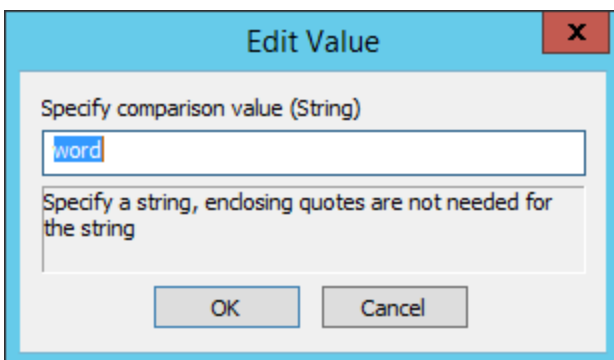 Edit Value
x
Specify comparison value (String)
word
Specify a string, enclosing quotes are not needed for
the string
OK Cancel